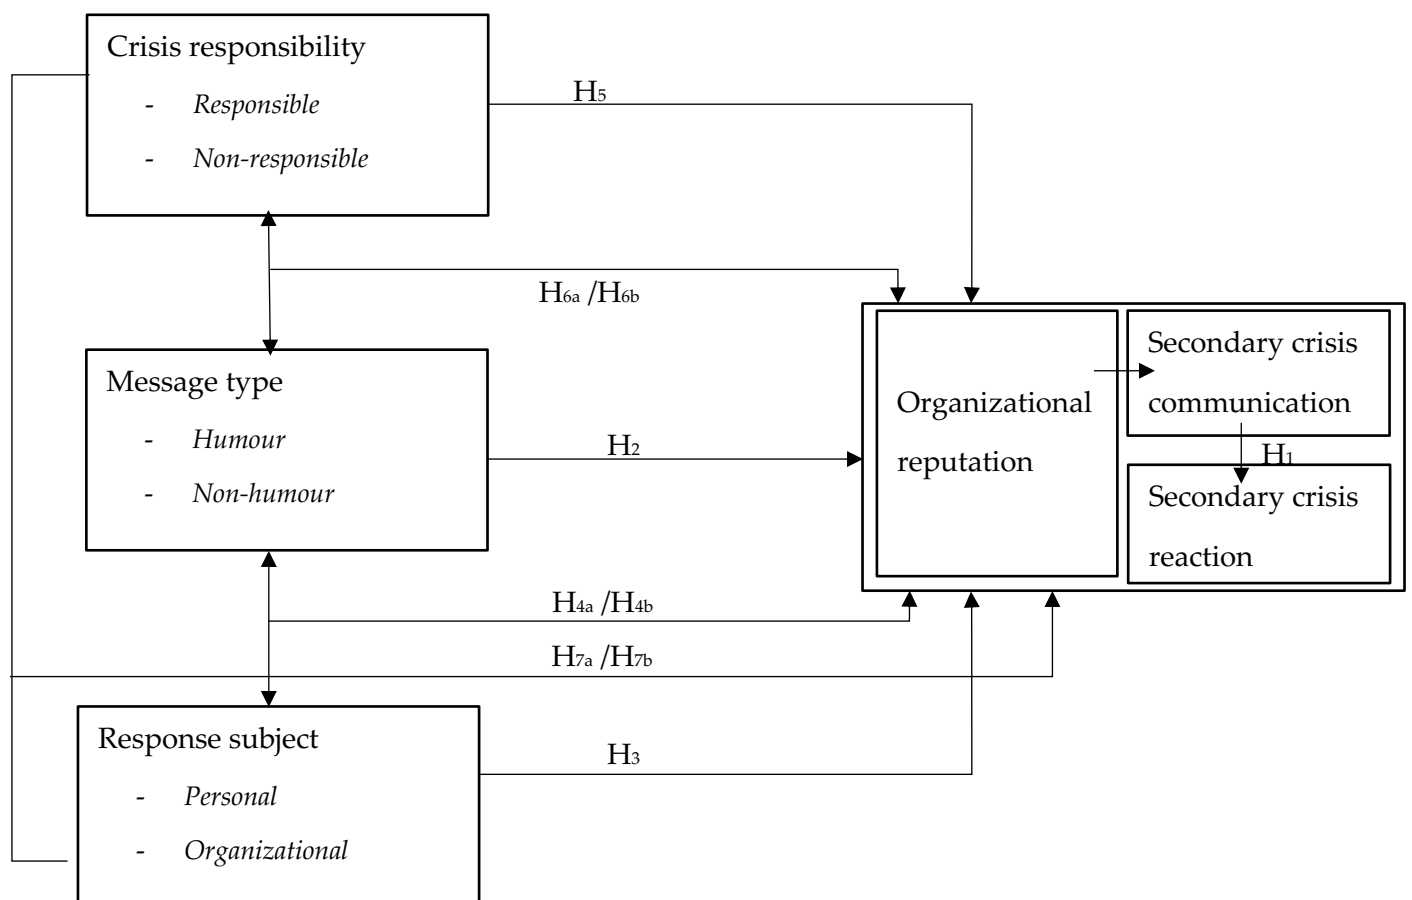 Crisis responsibility
- Responsible
- Non-responsible
H5
H6a /H6b
Message type
- Humour
- Non-humour
H2
Organizational
reputation
Secondary crisis
communication
H1
Secondary crisis
reaction
H4a /H4b
H7a /H7b
Response subject
- Personal
- Organizational
H3